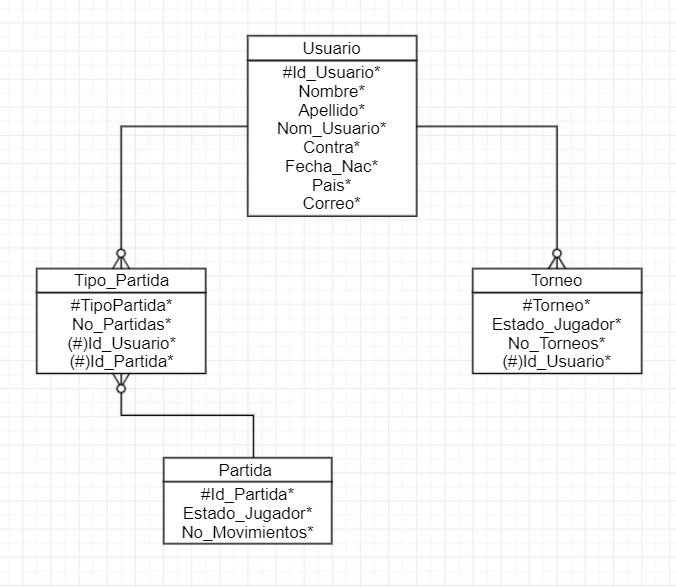 Usuario
#Id_Usuario*
Nombre*
Apellido*
Nom_Usuario*
Contra*
Fecha_Nac*
Pais*
Correo*
Tipo_Partida
#TipoPartida*
No_Partidas*
(#)Id_Usuario*
(#)Id_Partida*
Torneo
#Torneo*
Estado_Jugador*
No_Torneos*
(#)Id_Usuario*
Partida
#Id_Partida*
Estado_Jugador*
No_Movimientos*